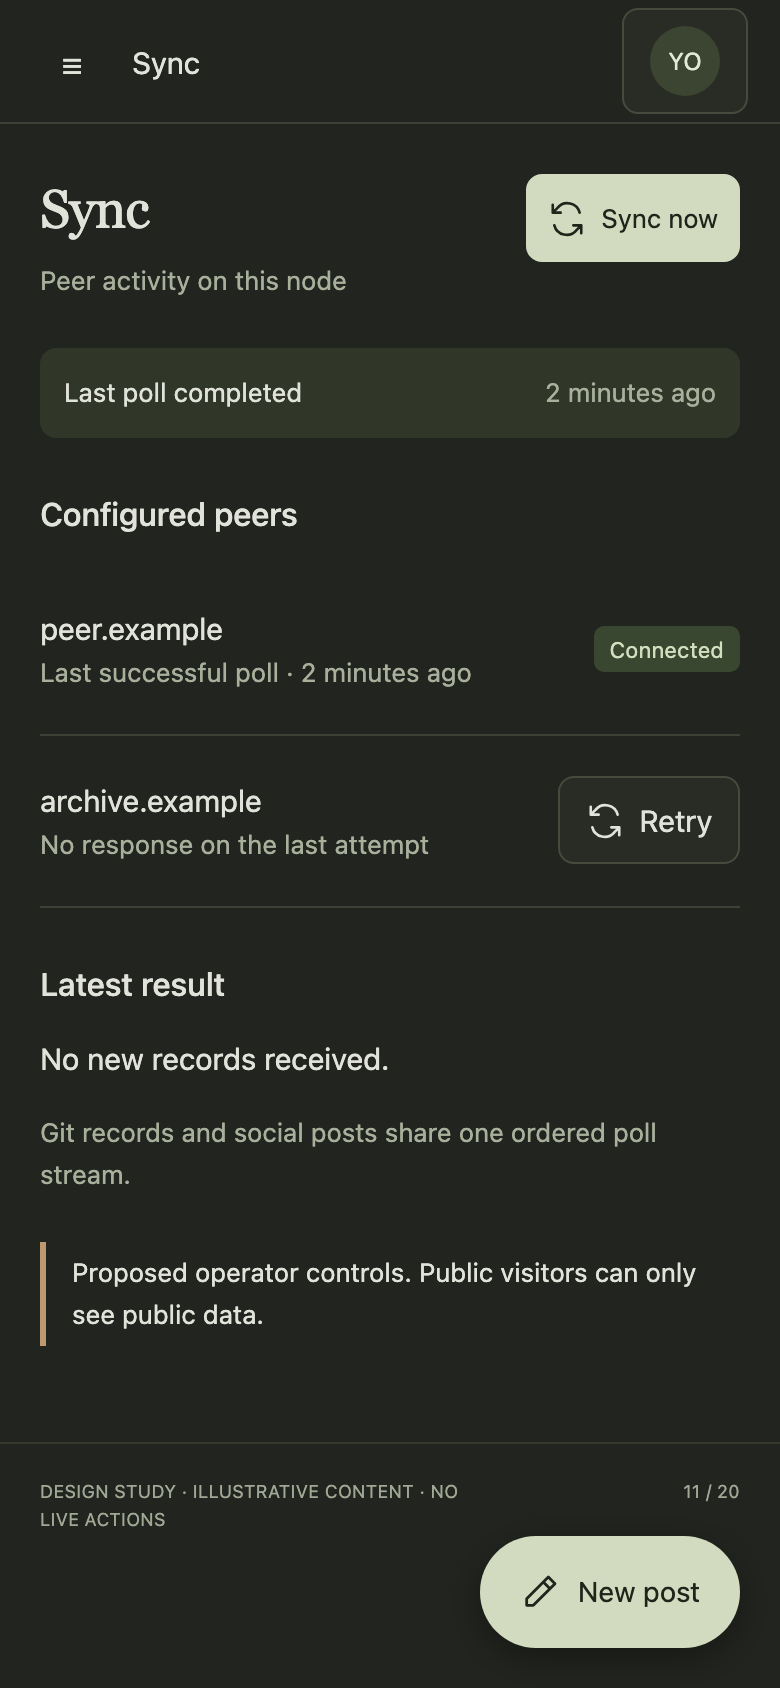 Sync
YO
Sync
Sync now
Peer activity on this node
Last poll completed
2 minutes ago
Configured peers
peer.example
Last successful poll · 2 minutes ago
Connected
archive.example
No response on the last attempt
Retry
Latest result
No new records received.
Git records and social posts share one ordered poll
stream.
Proposed operator controls. Public visitors can only
see public data.
DESIGN STUDY · ILLUSTRATIVE CONTENT · NO
LIVE ACTIONS
11 / 20
New post